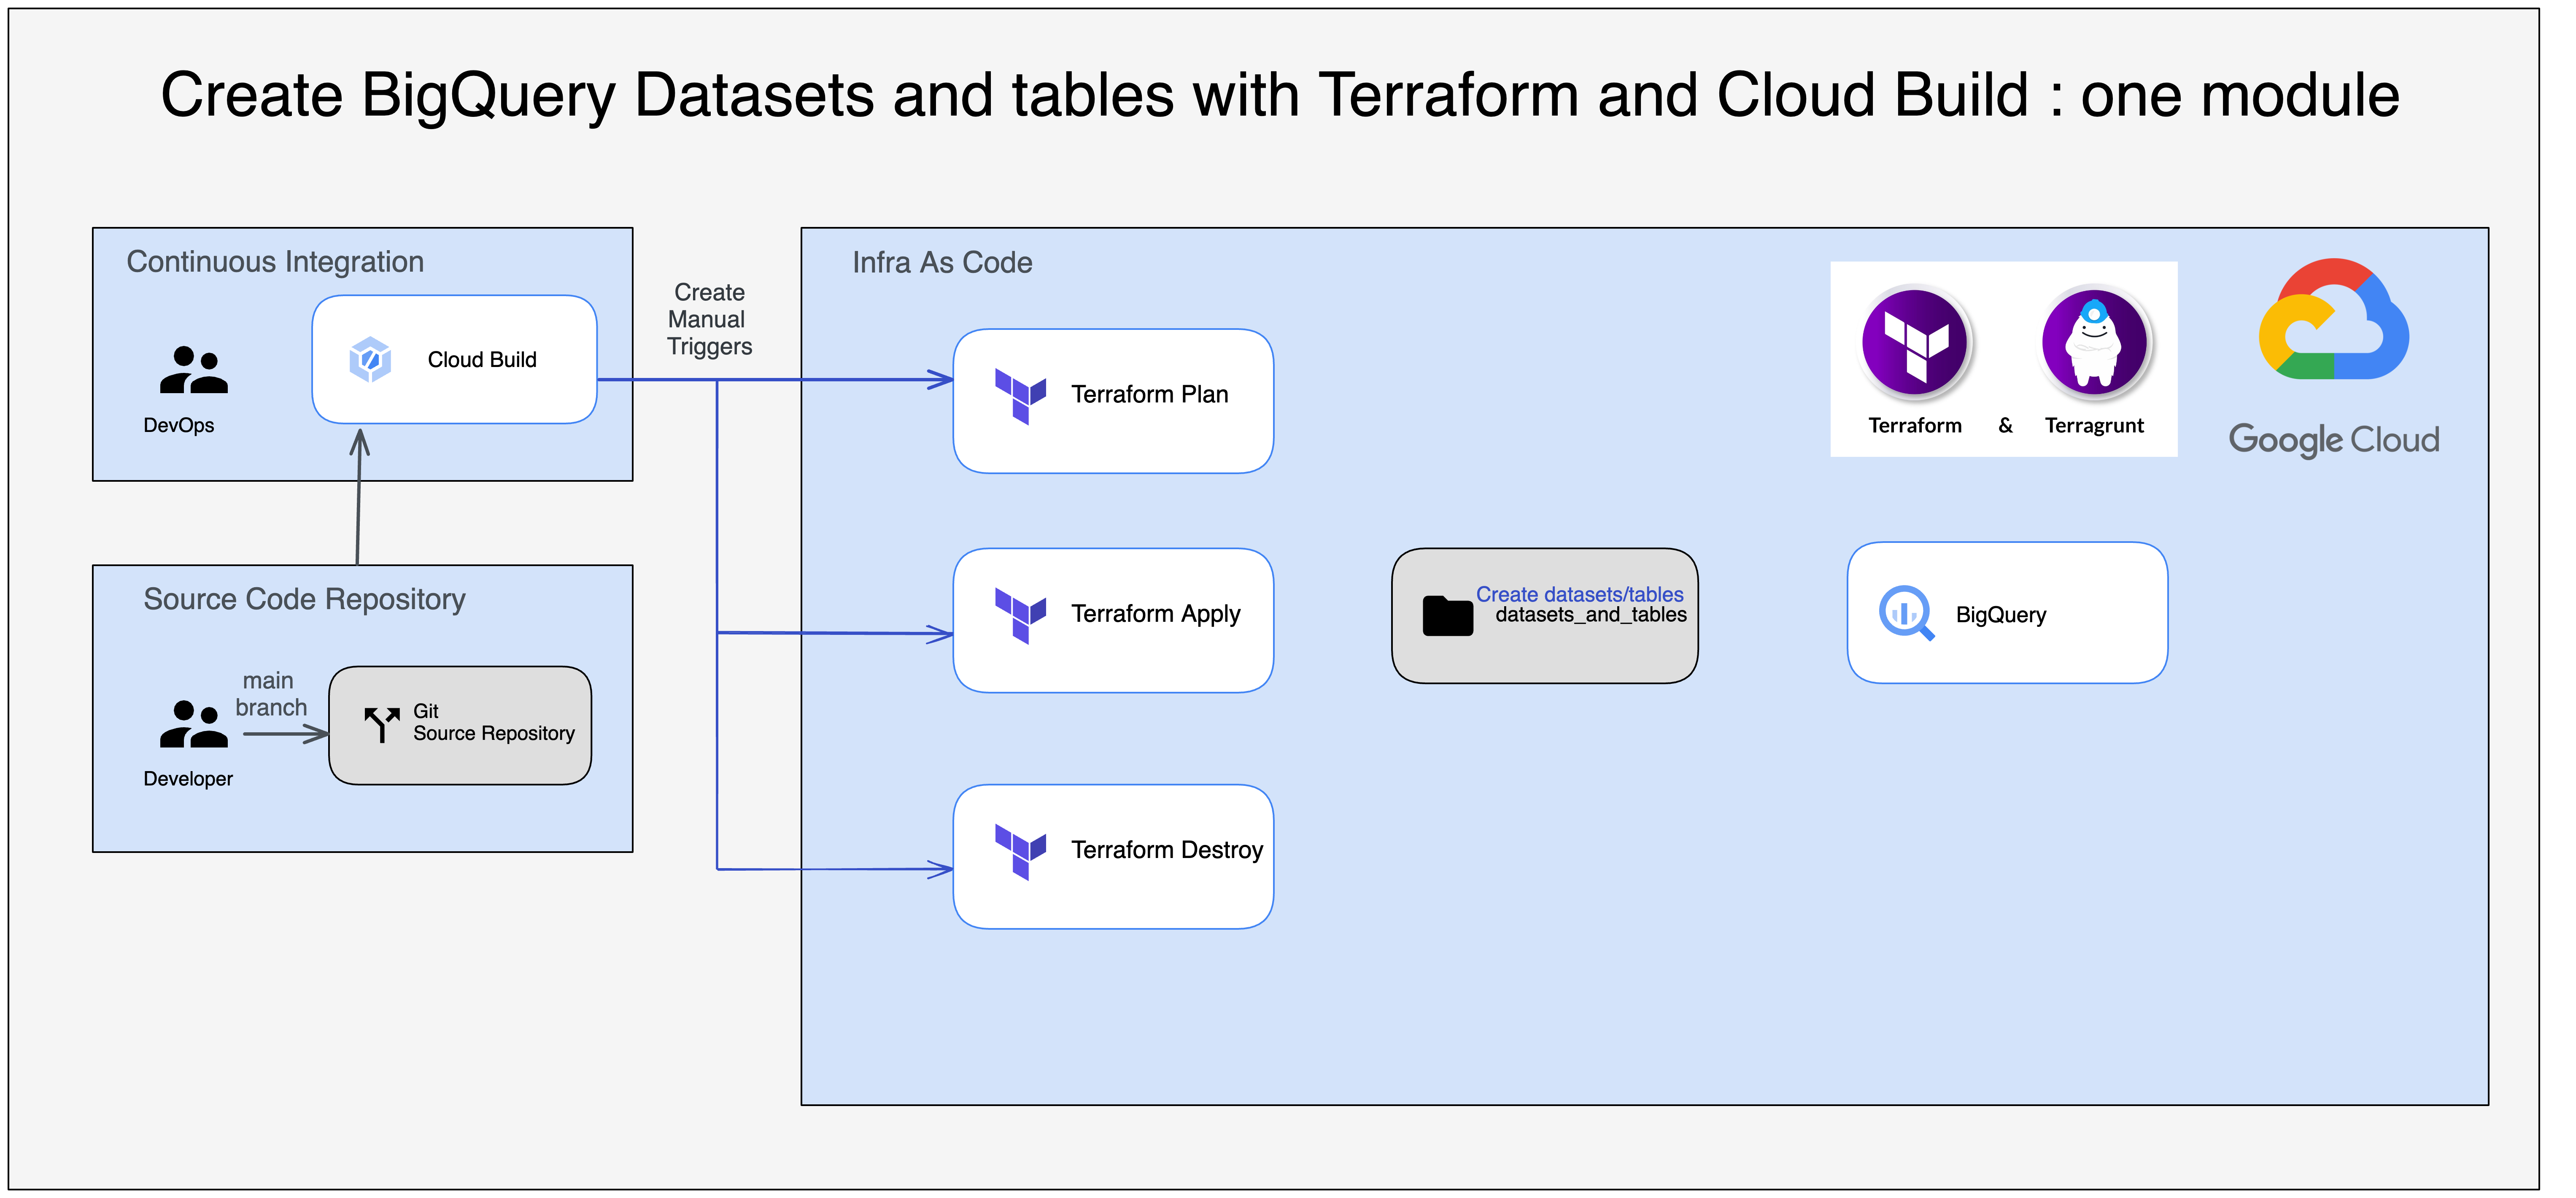 Create BigQuery Datasets and tables with Terraform and Cloud Build : one module
Continuous Integration
DevOps
Cloud Build
Create
Manual
Triggers
Source Code Repository
main
branch
Developer
Git
Source Repository
Infra As Code
Terraform Plan
Terraform Apply
Terraform Destroy
Create datasets/tables
datasets_and_tables
BigQuery
Terraform & Terragrunt
Google Cloud